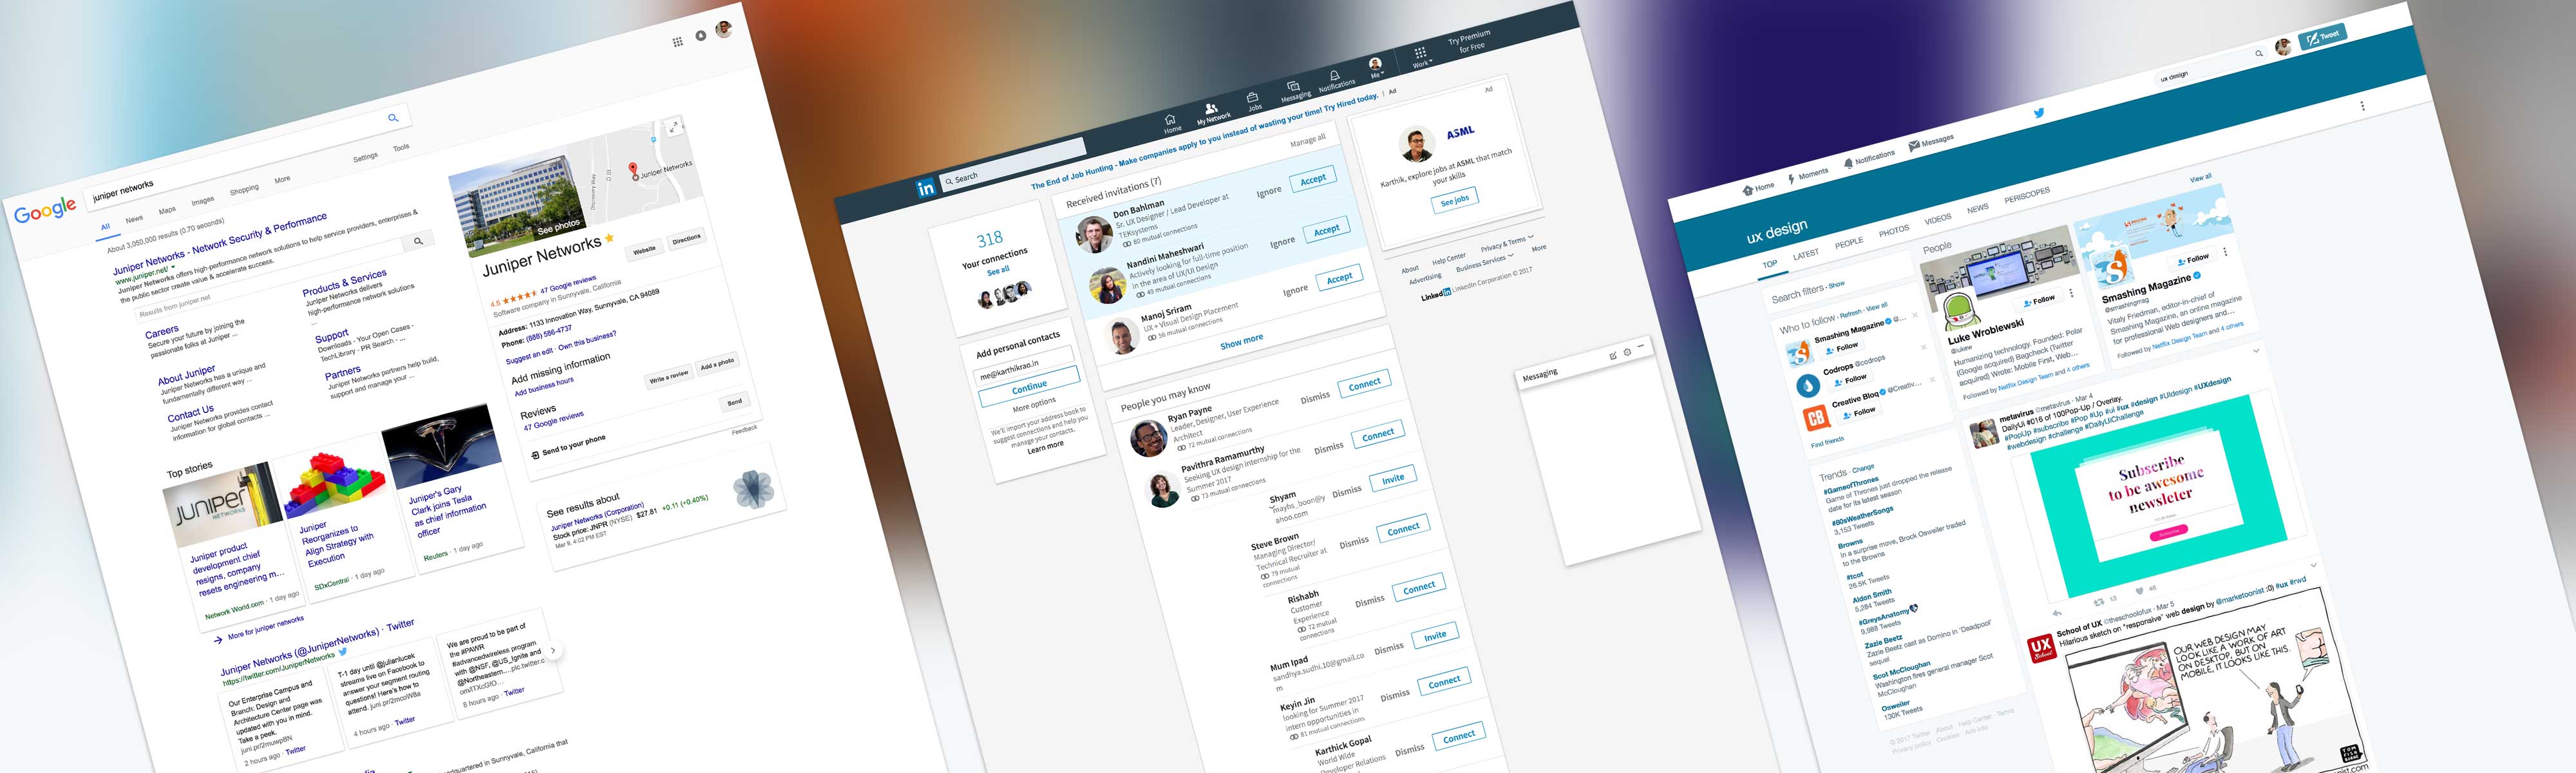 Google
juniper networks
All
News
Maps
Images
Shopping
More
Settings
Tools
About 3,050,000 results (0.70 seconds)
Juniper Networks - Network Security & Performance
www.juniper.net/
Juniper Networks offers high-performance network solutions to help service providers, enterprises &
the public sector create value & accelerate success.
Results from juniper.net
Careers
Secure your future by joining the
passionate folks at Juniper ...
Products & Services
Juniper Networks delivers
high-performance network solutions
...
About Juniper
Juniper Networks has a unique and
fundamentally different way ...
Support
Downloads - Your Open Cases -
TechLibrary - PR Search - ...
Contact Us
Juniper Networks provides contact
information for global contacts ...
Partners
Juniper Networks partners help build,
support and manage your ...
Top stories
JUNIPER
NETWORKS
Juniper product
development chief
resigns, company
resets engineering m...
Network World.com · 1 day ago
Juniper
Reorganizes to
Align Strategy with
Execution
SDxCentral · 1 day ago
Juniper's Gary
Clark joins Tesla
as chief information
officer
Reuters · 1 day ago
More for juniper networks
Juniper Networks (@JuniperNetworks) · Twitter
https://twitter.com/JuniperNetworks
Our Enterprise Campus and
Branch: Design and
Architecture Center page was
updated with you in mind.
Take a peek.
juni.pr/2muwpBN
2 hours ago · Twitter
T-1 day until @julianlucek
streams live on Facebook to
answer your segment routing
questions! Here's how to
attend. juni.pr/2mooW8a
4 hours ago · Twitter
We are proud to be part of
the #PAWR
#advancedwireless program
with @NSF, @US_Ignite and
@Northeastern...
8 hours ago · Twitter
See photos
Discovery Way
D St
Juniper Networks
Juniper Networks
Website
Directions
4.5
47 Google reviews
Software company in Sunnyvale, California
Address: 1133 Innovation Way, Sunnyvale, CA 94089
Phone: (888) 586-4737
Suggest an edit · Own this business?
Add missing information
Add business hours
Write a review
Add a photo
Reviews
47 Google reviews
Send to your phone
Send
Feedback
See results about
Juniper Networks (Corporation)
Stock price: JNPR (NYSE) $27.81 +0.11 (+0.40%)
Mar 9, 4:02 PM EST
in
Search
Home
My Network
Jobs
Messaging
Notifications
Me
Work
Try Premium
for Free
The End of Job Hunting - Make companies apply to you instead of wasting your time! Try Hired today. | Ad
318
Your connections
See all
Add personal contacts
me@karthikrao.in
Continue
More options
We'll import your address book to
suggest connections and help you
manage your contacts.
Learn more
Received invitations (7)
Manage all
Don Bahlman
Sr. UX Designer / Lead Developer at
TEKsystems
80 mutual connections
Ignore
Accept
Nandini Maheshwari
Actively looking for full-time position
in the area of UX/UI Design
49 mutual connections
Ignore
Accept
Manoj Sriram
UX + Visual Design Placement
56 mutual connections
Ignore
Accept
Show more
People you may know
Ryan Payne
Leader, Designer, User Experience
Architect
72 mutual connections
Dismiss
Connect
Pavithra Ramamurthy
Seeking UX design internship for the
Summer 2017
73 mutual connections
Dismiss
Connect
Shyam
mayhs_boon@y
ahoo.com
Dismiss
Invite
Steve Brown
Managing Director/
Technical Recruiter at
79 mutual
connections
Dismiss
Connect
Rishabh
Customer
Experience
72 mutual
connections
Dismiss
Connect
Mum Ipad
sandhya.sudhi.10@gmail.co
m
Dismiss
Invite
Keyin Jin
looking for Summer 2017
intern opportunities in
81 mutual connections
Dismiss
Connect
Karthick Gopal
World Wide
Developer Relations
Dismiss
Connect
Ad
ASML
Karthik, explore jobs at ASML that match
your skills
See jobs
About
Help Center
Privacy & Terms
Advertising
Business Services
More
LinkedIn LinkedIn Corporation © 2017
Messaging
Home
Moments
Notifications
Messages
ux design
Tweet
ux design
TOP
LATEST
PEOPLE
PHOTOS
VIDEOS
NEWS
PERISCOPES
Search filters · Show
Who to follow · Refresh · View all
Smashing Magazine @...
Follow
Codrops @codrops
Follow
Creative Bloq @Creativ...
Follow
Find friends
Trends · Change
#GameofThrones
Game of Thrones just dropped the release
date for its latest season
#80sWeatherSongs
3,153 Tweets
Browns
In a surprise move, Brock Osweiler traded
to the Browns
#tcot
26.5K Tweets
Aldon Smith
5,284 Tweets
#GreysAnatomy
9,988 Tweets
Zazie Beetz
Zazie Beetz cast as Domino in 'Deadpool'
sequel
Scot McCloughan
Washington fires general manager Scot
McCloughan
Osweiler
130K Tweets
© 2017 Twitter About Help Center Terms
Privacy policy Cookies Ads info
People
View all
Luke Wroblewski
@lukew
Follow
Humanizing technology. Founded: Polar
(Google acquired) Bagcheck (Twitter
acquired) Wrote: Mobile First, Web...
Followed by Netflix Design Team and 4 others
Smashing Magazine
@smashingmag
Follow
Vitaly Friedman, editor-in-chief of
Smashing Magazine, an online magazine
for professional Web designers and...
Followed by Netflix Design Team and 4 others
metavirus @metavirus · Mar 4
DailyUI #016 of 100Pop-Up / Overlay.
#PopUp #subscribe #Pop #Up #ui #ux #design #UIdesign #UXdesign
#webdesign #challenge #DailyUIChallenge
Subscribe
to be awesome
newsleter
Subscribe
13
46
UX
School
School of UX @theschoolofux · Mar 5
Hilarious sketch on "responsive" web design by @marketoonist :0) #ux #rwd
OUR WEB DESIGN MAY
LOOK LIKE A WORK OF ART
ON DESKTOP, BUT ON
MOBILE, IT LOOKS LIKE THIS.